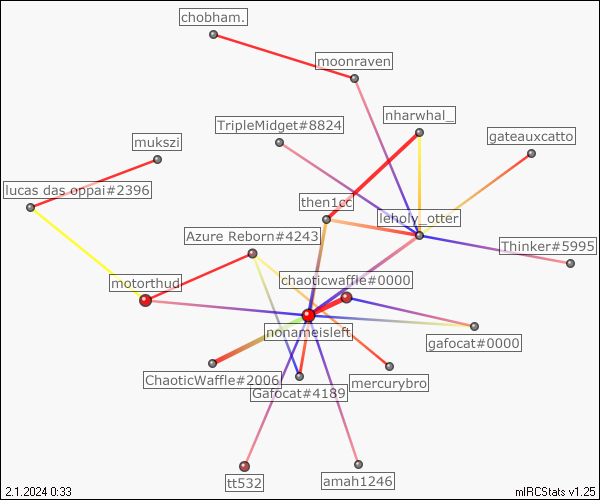 chobham.
moonraven
nharwhal_
TripleMidget#8824
gateauxcatto
mukszi
lucas das oppai#2396
then1cc
leholy_otter
Azure Reborn#4243
Thinker#5995
chaoticwaffle#0000
motorthud
nonameisleft
gafocat#0000
ChaoticWaffle#2006
mercurybro
Gafocat#4189
tt532
amah1246
2.1.2024 0:33
mIRCStats v1.25